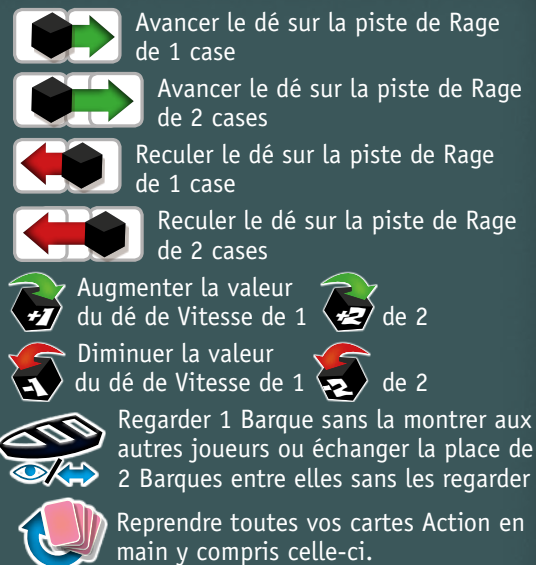 Avancer le dé sur la piste de Rage
de 1 case
Avancer le dé sur la piste de Rage
de 2 cases
Reculer le dé sur la piste de Rage
de 1 case
Reculer le dé sur la piste de Rage
de 2 cases
Augmenter la valeur
+1 du dé de Vitesse de 1 +2 de 2
Diminuer la valeur
-1 du dé de Vitesse de 1 -2 de 2
Regarder 1 Barque sans la montrer aux
autres joueurs ou échanger la place de
2 Barques entre elles sans les regarder
Reprendre toutes vos cartes Action en
main y compris celle-ci.